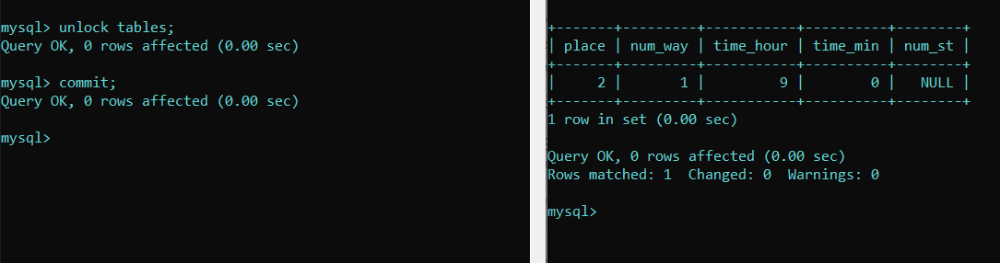 mysql> unlock tables;
Query OK, 0 rows affected (0.00 sec)
mysql> commit;
Query OK, 0 rows affected (0.00 sec)
mysql>
+-------+---------+-----------+----------+--------+
| place | num_way | time_hour | time_min | num_st |
+-------+---------+-----------+----------+--------+
|     2 |       1 |         9 |        0 |   NULL |
+-------+---------+-----------+----------+--------+
1 row in set (0.00 sec)
Query OK, 0 rows affected (0.00 sec)
Rows matched: 1  Changed: 0  Warnings: 0
mysql>